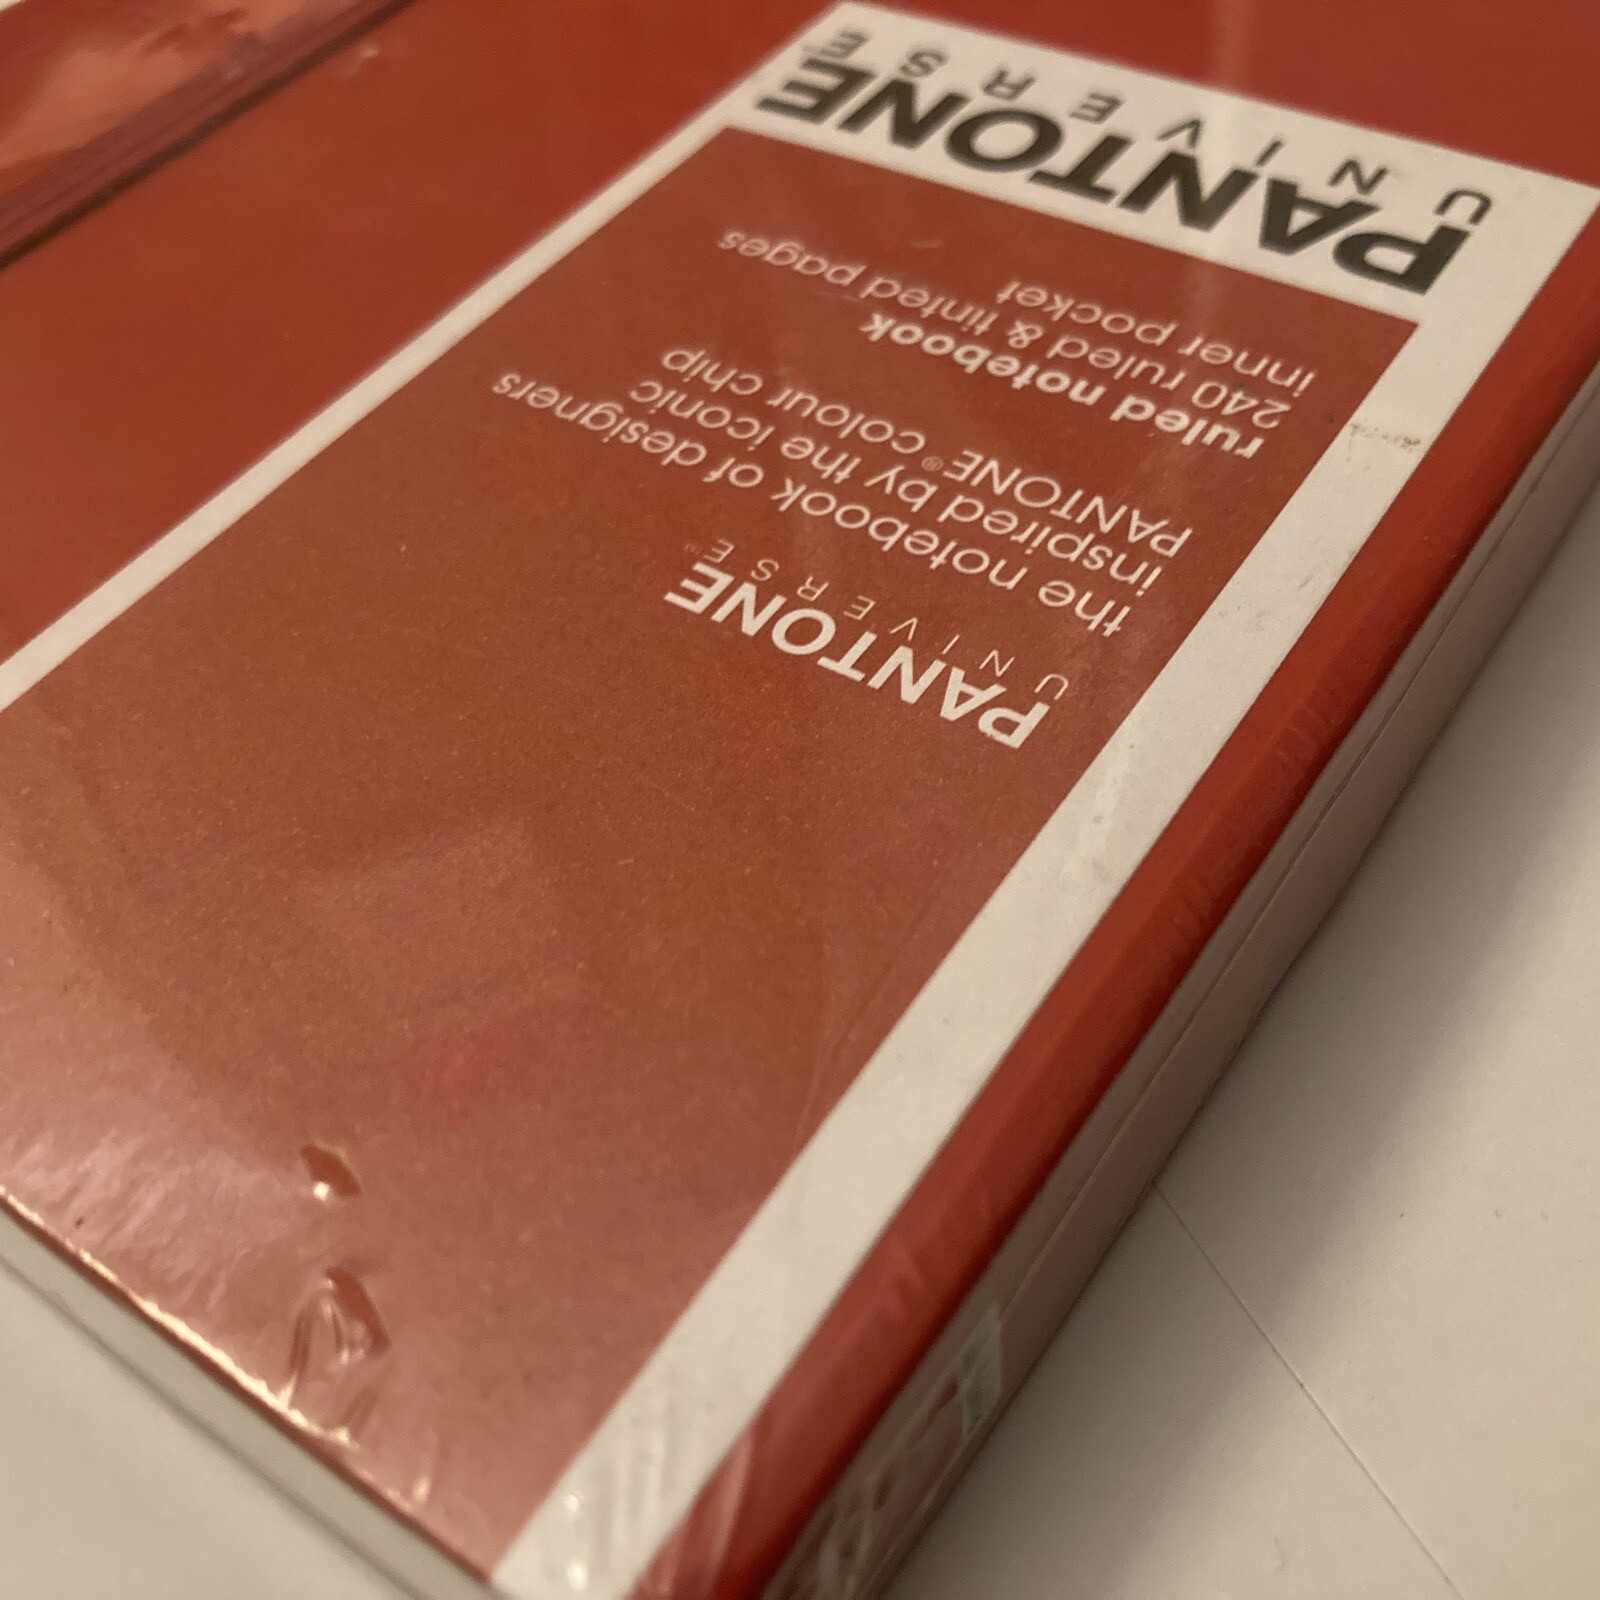 PANTONE
UNIVERSE™
the notebook of designers
inspired by the iconic
PANTONE® colour chip
ruled notebook
240 ruled & tinted pages
inner pocket
PANTONE
UNIVERSE